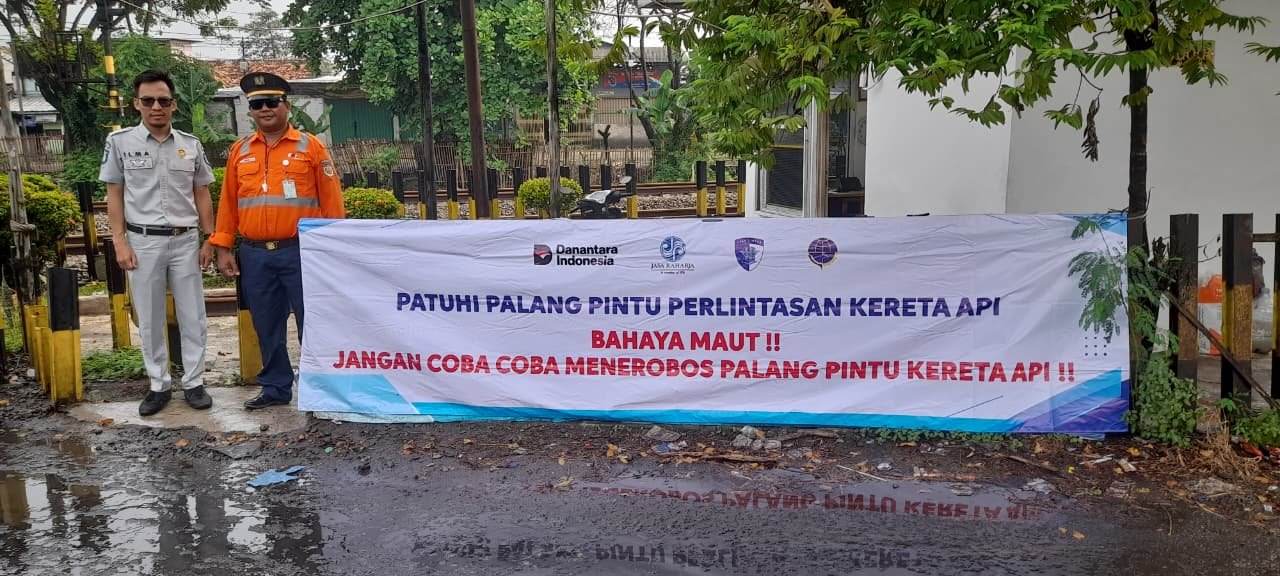 ILMA
Danantara
Indonesia
JASA RAHARJA
PATUHI PALANG PINTU PERLINTASAN KERETA API
BAHAYA MAUT !!
JANGAN COBA COBA MENEROBOS PALANG PINTU KERETA API !!